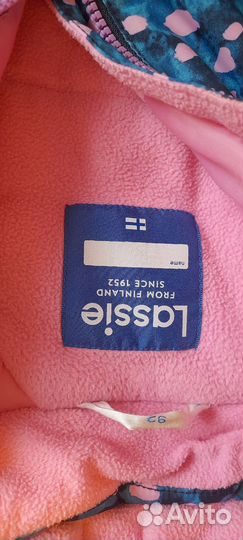 Lassie
FROM FINLAND
SINCE 1952
name
92
Avito